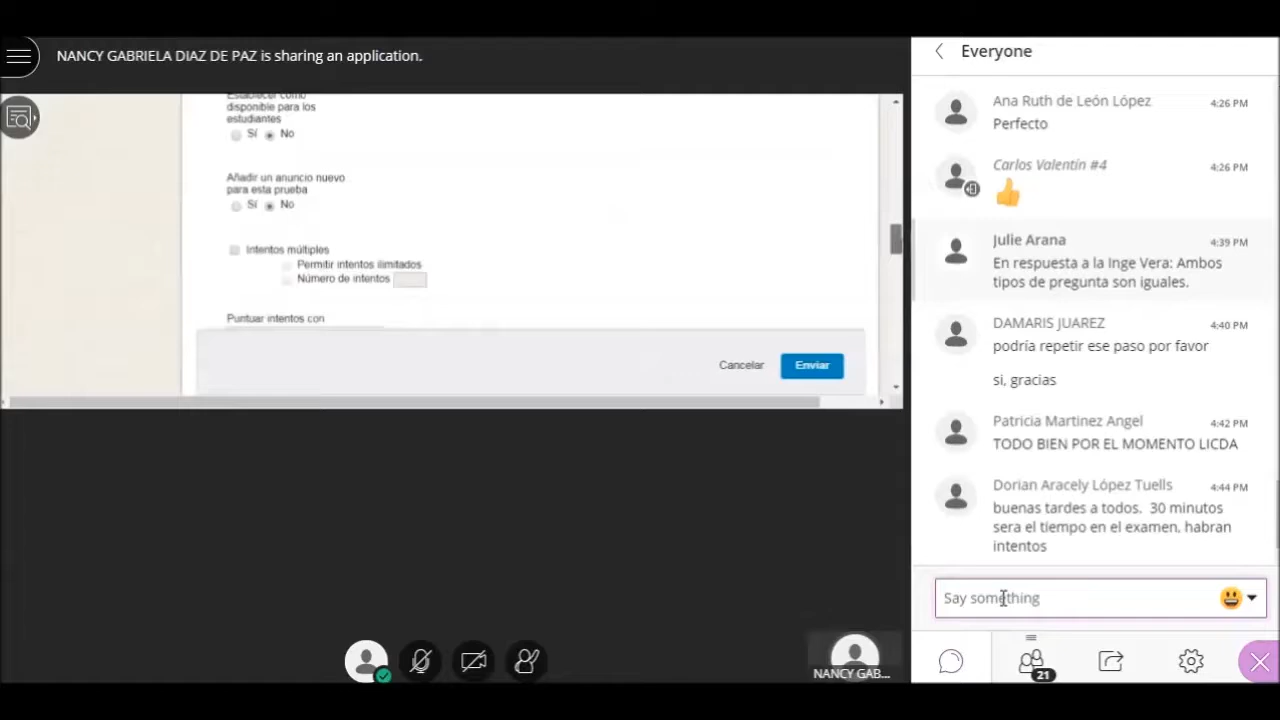 NANCY GABRIELA DIAZ DE PAZ is sharing an application.
Establecer como
disponible para los
estudiantes
Sí No
Añadir un anuncio nuevo
para esta prueba
Sí No
Intentos múltiples
Permitir intentos ilimitados
Número de intentos
Puntuar intentos con
Cancelar Enviar
NANCY GAB...
Everyone
Ana Ruth de León López 4:26 PM
Perfecto
Carlos Valentín #4 4:26 PM
Julie Arana 4:39 PM
En respuesta a la Inge Vera: Ambos
tipos de pregunta son iguales.
DAMARIS JUAREZ 4:40 PM
podría repetir ese paso por favor
si, gracias
Patricia Martinez Angel 4:42 PM
TODO BIEN POR EL MOMENTO LICDA
Dorian Aracely López Tuells 4:44 PM
buenas tardes a todos. 30 minutos
sera el tiempo en el examen, habran
intentos
Say something
21